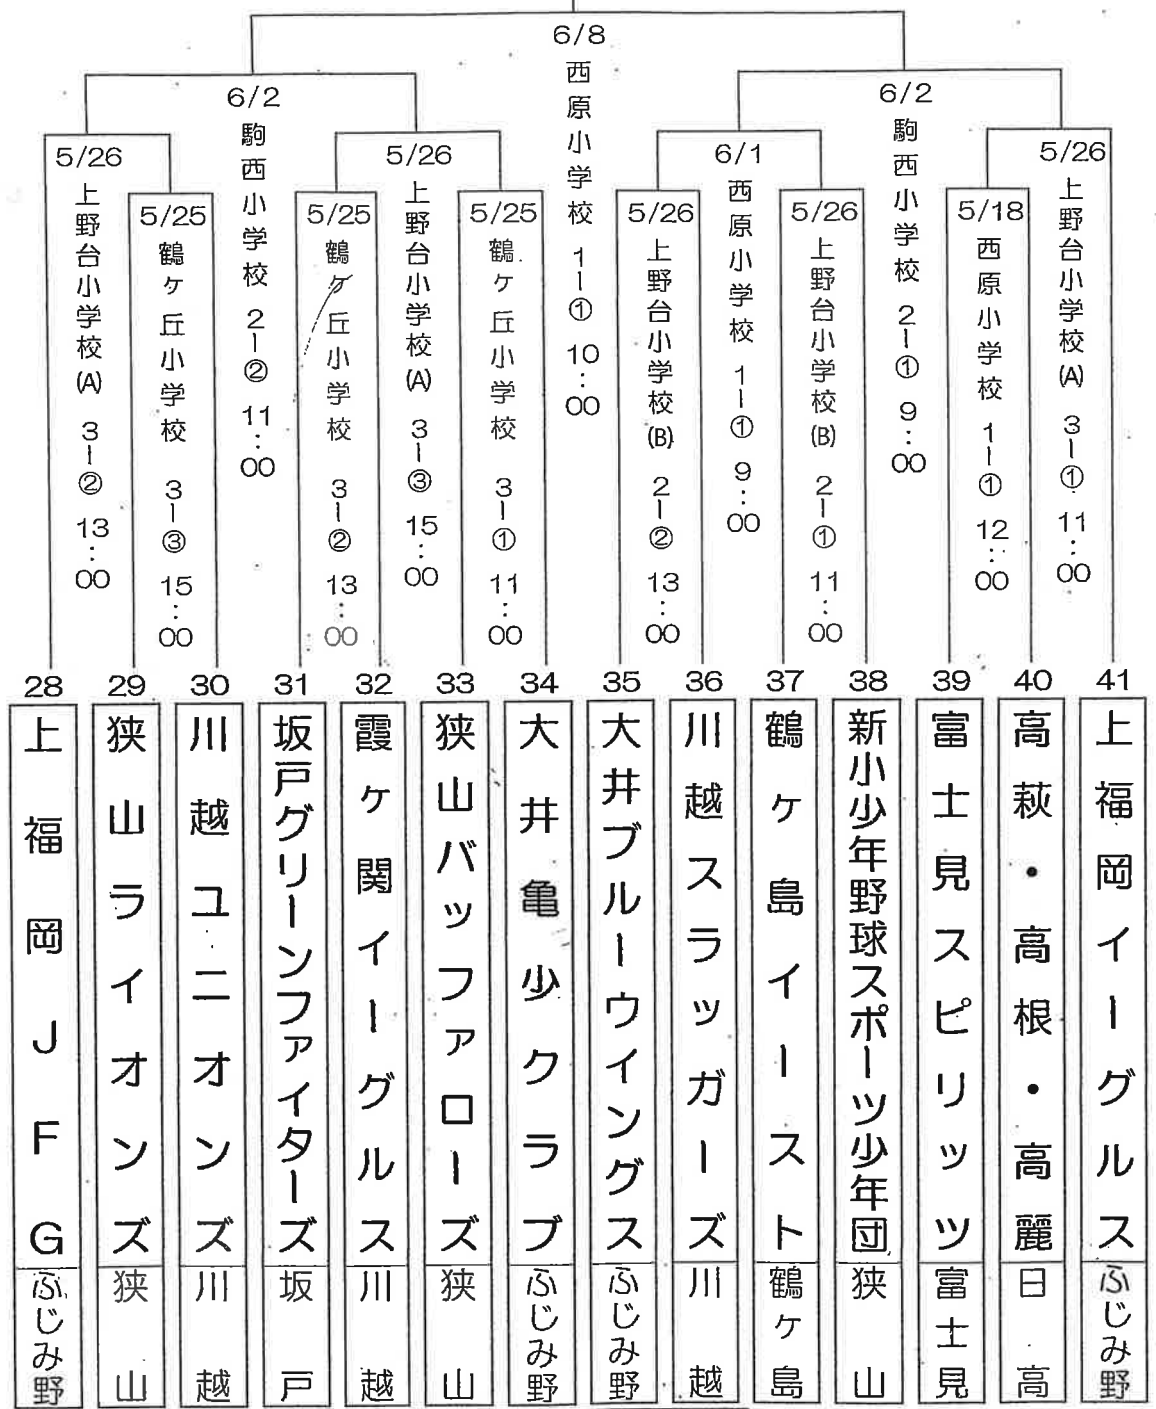 6/8
西原小学校 1-① 10:00
6/2
駒西小学校 2-② 11:00
6/2
駒西小学校 2-① 9:00
5/26
上野台小学校(A) 3-② 13:00
5/26
上野台小学校(A) 3-③ 15:00
6/1
西原小学校 1-① 9:00
5/26
上野台小学校(A) 3-① 11:00
5/25
鶴ヶ丘小学校 3-③ 15:00
5/25
鶴ヶ丘小学校 3-② 13:00
5/25
鶴ヶ丘小学校 3-① 11:00
5/26
上野台小学校(B) 2-② 13:00
5/26
上野台小学校(B) 2-① 11:00
5/18
西原小学校 1-① 12:00
28
上福岡JFG
ふじみ野
29
狭山ライオンズ
狭山
30
川越ユニオンズ
川越
31
坂戸グリーンファイターズ
坂戸
32
霞ヶ関イーグルス
川越
33
狭山バッファローズ
狭山
34
大井亀少クラブ
ふじみ野
35
大井ブルーウイングス
ふじみ野
36
川越スラッガーズ
川越
37
鶴ヶ島イースト
鶴ヶ島
38
新小少年野球スポーツ少年団
狭山
39
富士見スピリッツ
富士見
40
高萩・高根・高麗
日高
41
上福岡イーグルス
ふじみ野